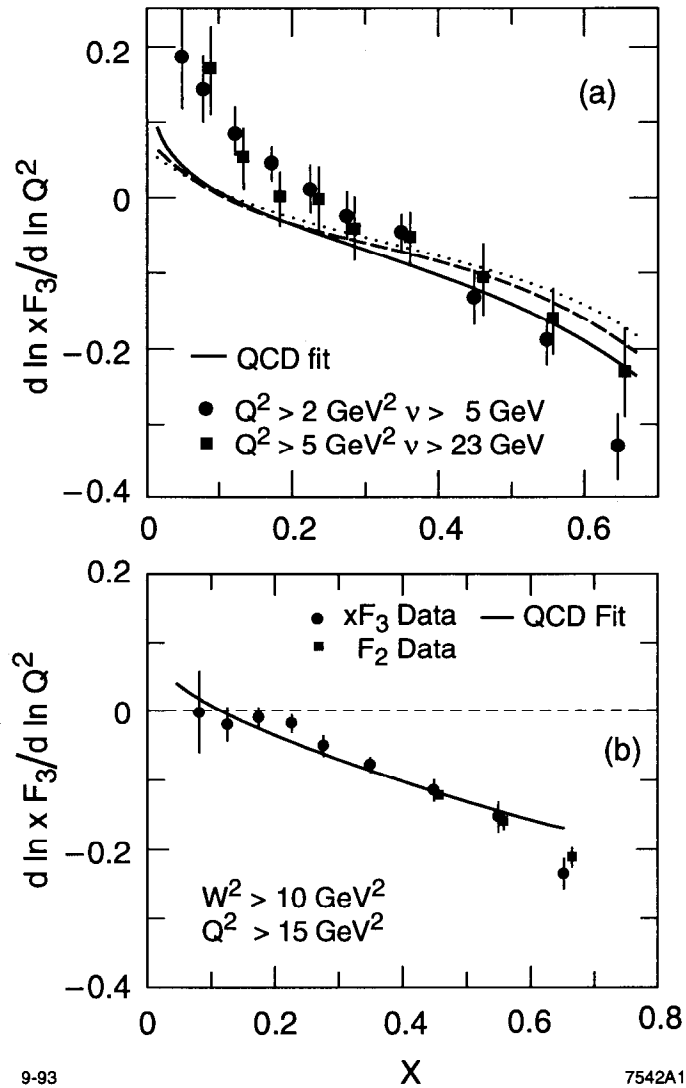 0.2
(a)
0
d ln xF₃/d ln Q²
−0.2
— QCD fit
● Q² > 2 GeV² ν > 5 GeV
■ Q² > 5 GeV² ν > 23 GeV
−0.4
0 0.2 0.4 0.6
0.2
● xF₃ Data — QCD Fit
■ F₂ Data
0
d ln x F₃/d ln Q²
(b)
−0.2
W² > 10 GeV²
Q² > 15 GeV²
−0.4
0 0.2 0.4 0.6 0.8
9-93 X 7542A1